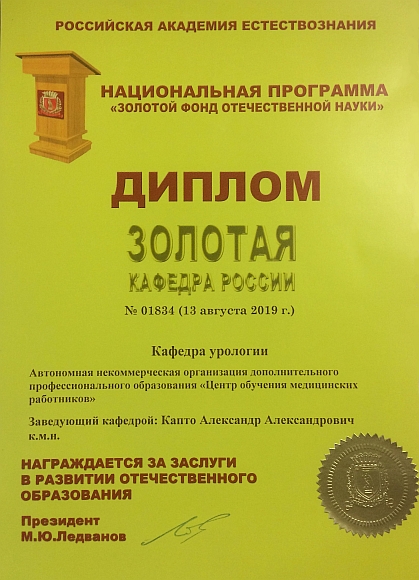 РОССИЙСКАЯ АКАДЕМИЯ ЕСТЕСТВОЗНАНИЯ
НАЦИОНАЛЬНАЯ ПРОГРАММА
«ЗОЛОТОЙ ФОНД ОТЕЧЕСТВЕННОЙ НАУКИ»
ДИПЛОМ
ЗОЛОТАЯ
КАФЕДРА РОССИИ
№ 01834 (13 августа 2019 г.)
Кафедра урологии
Автономная некоммерческая организация дополнительного
профессионального образования «Центр обучения медицинских
работников»
Заведующий кафедрой: Капто Александр Александрович
к.м.н.
НАГРАЖДАЕТСЯ ЗА ЗАСЛУГИ
В РАЗВИТИИ ОТЕЧЕСТВЕННОГО
ОБРАЗОВАНИЯ
Президент
М.Ю.Ледванов